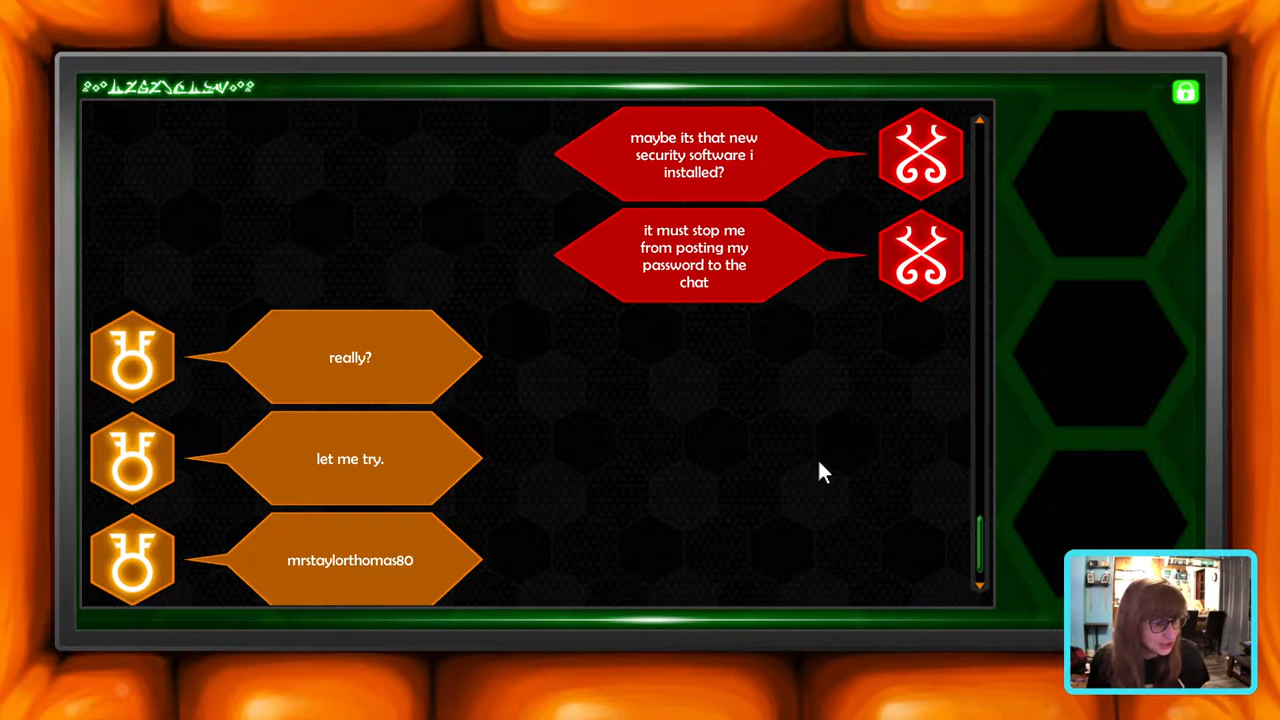 maybe its that new
security software i
installed?
it must stop me
from posting my
password to the
chat
really?
let me try.
mrstaylorthomas80